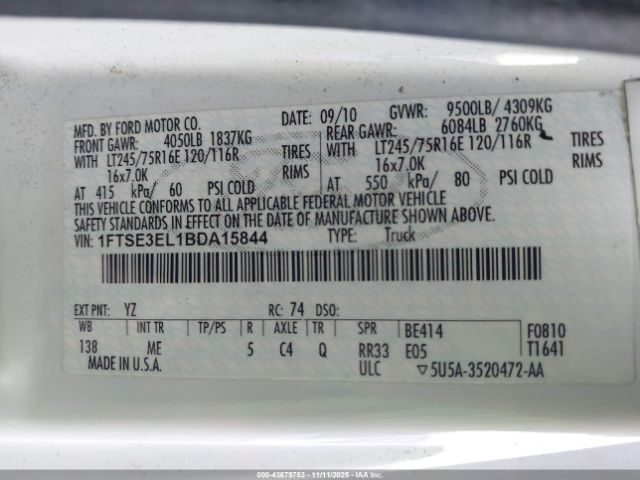 MFD. BY FORD MOTOR CO. DATE: 09/10 GVWR: 9500LB/ 4309KG
FRONT GAWR: 4050LB 1837KG REAR GAWR: 6084LB 2760KG
WITH LT245/75R16E 120/116R TIRES WITH LT245/75R16E 120/116R TIRES
16x7.0K RIMS 16x7.0K RIMS
AT 415 kPa/ 60 PSI COLD AT 550 kPa/ 80 PSI COLD
THIS VEHICLE CONFORMS TO ALL APPLICABLE FEDERAL MOTOR VEHICLE
SAFETY STANDARDS IN EFFECT ON THE DATE OF MANUFACTURE SHOWN ABOVE.
VIN: 1FTSE3EL1BDA15844 TYPE: Truck
EXT PNT: YZ RC: 74 DSO:
WB INT TR TP/PS R AXLE TR SPR BE414 F0810
138 ME 5 C4 Q RR33 E05 T1641
MADE IN U.S.A. ULC ▽5U5A-3520472-AA
000-43679753 - 11/11/2025 - IAA Inc.